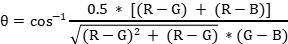 θ = cos⁻¹ 0.5 * [(R − G) + (R − B)] / √((R − G)² + (R − G)) * (G − B)